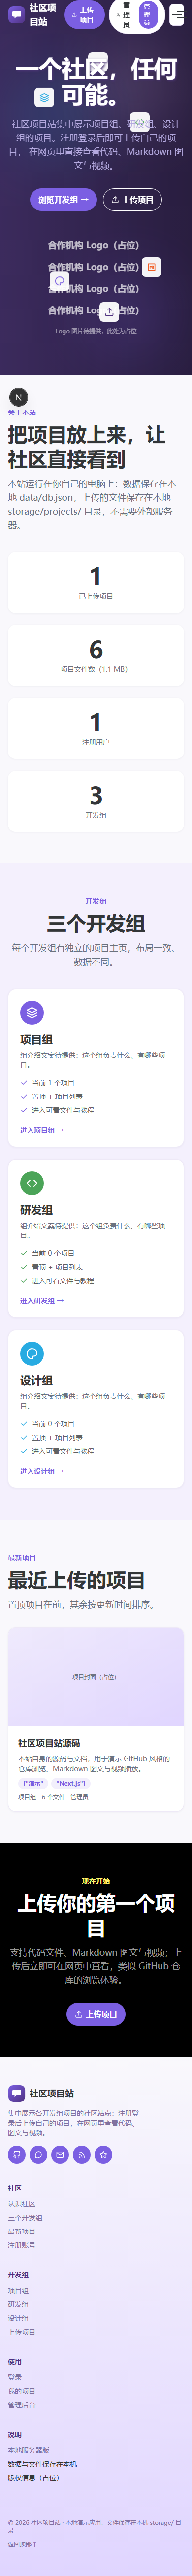 社区项
目站
上传
项目
管
理
员
管
理
员
一个社区，任何
可能。
社区项目站集中展示项目组、研发组、设计
组的项目。注册登录后即可上传自己的项
目，在网页里直接查看代码、Markdown 图
文与视频。
浏览开发组 →
上传项目
合作机构 Logo（占位）
合作机构 Logo（占位）
合作机构 Logo（占位）
合作机构 Logo（占位）
Logo 图片待提供，此处为占位
N
关于本站
把项目放上来，让
社区直接看到
本站运行在你自己的电脑上：数据保存在本
地 data/db.json，上传的文件保存在本地
storage/projects/ 目录，不需要外部服务
器。
1
已上传项目
6
项目文件数（1.1 MB）
1
注册用户
3
开发组
开发组
三个开发组
每个开发组有独立的项目主页，布局一致、
数据不同。
项目组
组介绍文案待提供：这个组负责什么、有哪些项
目。
当前 1 个项目
置顶 + 项目列表
进入可看文件与教程
进入项目组 →
研发组
组介绍文案待提供：这个组负责什么、有哪些项
目。
当前 0 个项目
置顶 + 项目列表
进入可看文件与教程
进入研发组 →
设计组
组介绍文案待提供：这个组负责什么、有哪些项
目。
当前 0 个项目
置顶 + 项目列表
进入可看文件与教程
进入设计组 →
最新项目
最近上传的项目
置顶项目在前，其余按更新时间排序。
项目封面（占位）
社区项目站源码
本站自身的源码与文档，用于演示 GitHub 风格的
仓库浏览、Markdown 图文与视频播放。
["演示"
"Next.js"]
项目组 6 个文件 管理员
现在开始
上传你的第一个项
目
支持代码文件、Markdown 图文与视频；上
传后立即可在网页中查看，类似 GitHub 仓
库的浏览体验。
上传项目
社区项目站
集中展示各开发组项目的社区站点：注册登
录后上传自己的项目，在网页里查看代码、
图文与视频。
社区
认识社区
三个开发组
最新项目
注册账号
开发组
项目组
研发组
设计组
上传项目
使用
登录
我的项目
管理后台
说明
本地服务器版
数据与文件保存在本机
版权信息（占位）
© 2026 社区项目站 · 本地演示应用，文件保存在本机 storage/ 目
录
返回顶部 ↑